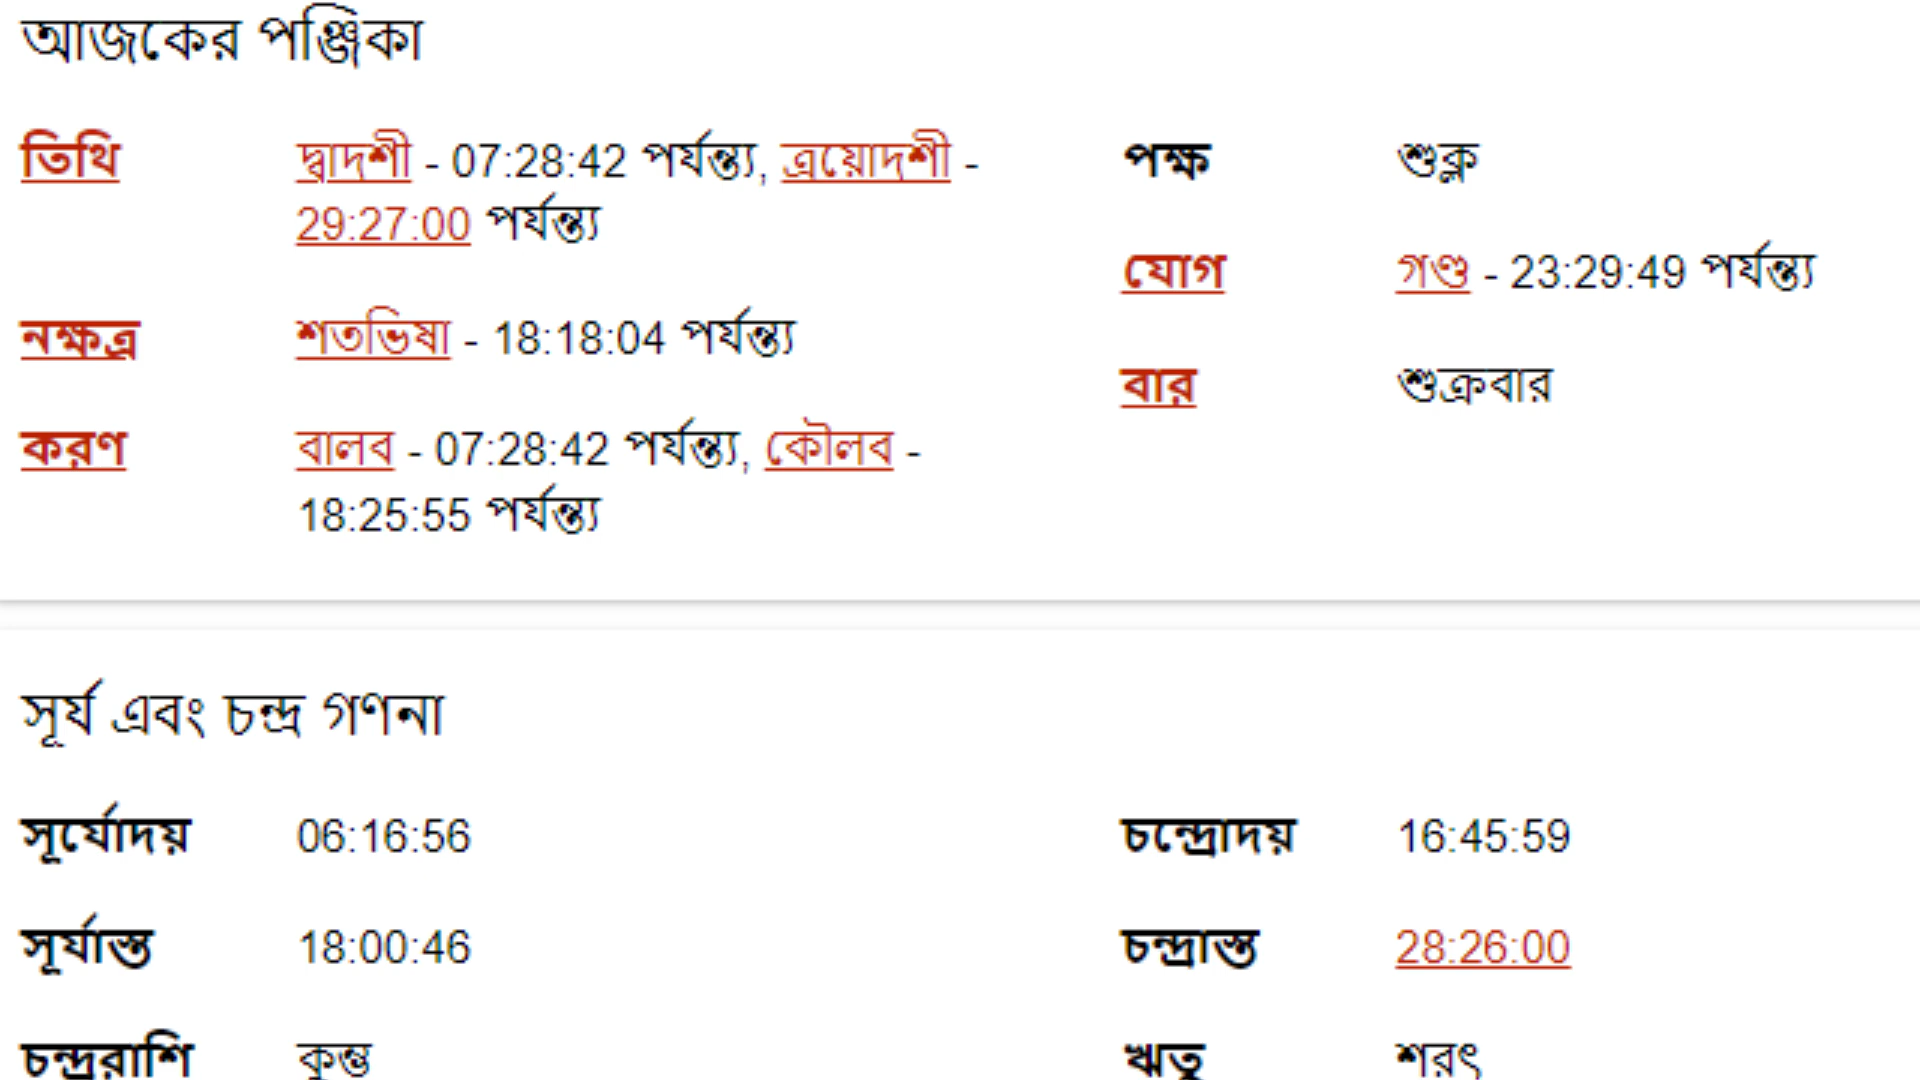 আজকের পঞ্জিকা
তিথি দ্বাদশী - 07:28:42 পর্যন্ত্য, ত্রয়োদশী -
29:27:00 পর্যন্ত্য
নক্ষত্র শতভিষা - 18:18:04 পর্যন্ত্য
করণ বালব - 07:28:42 পর্যন্ত্য, কৌলব -
18:25:55 পর্যন্ত্য
পক্ষ শুক্ল
যোগ গণ্ড - 23:29:49 পর্যন্ত্য
বার শুক্রবার
সূর্য এবং চন্দ্র গণনা
সূর্যোদয় 06:16:56
সূর্যাস্ত 18:00:46
চন্দ্ররাশি কুম্ভ
চন্দ্রোদয় 16:45:59
চন্দ্রাস্ত 28:26:00
ঋতু শরৎ